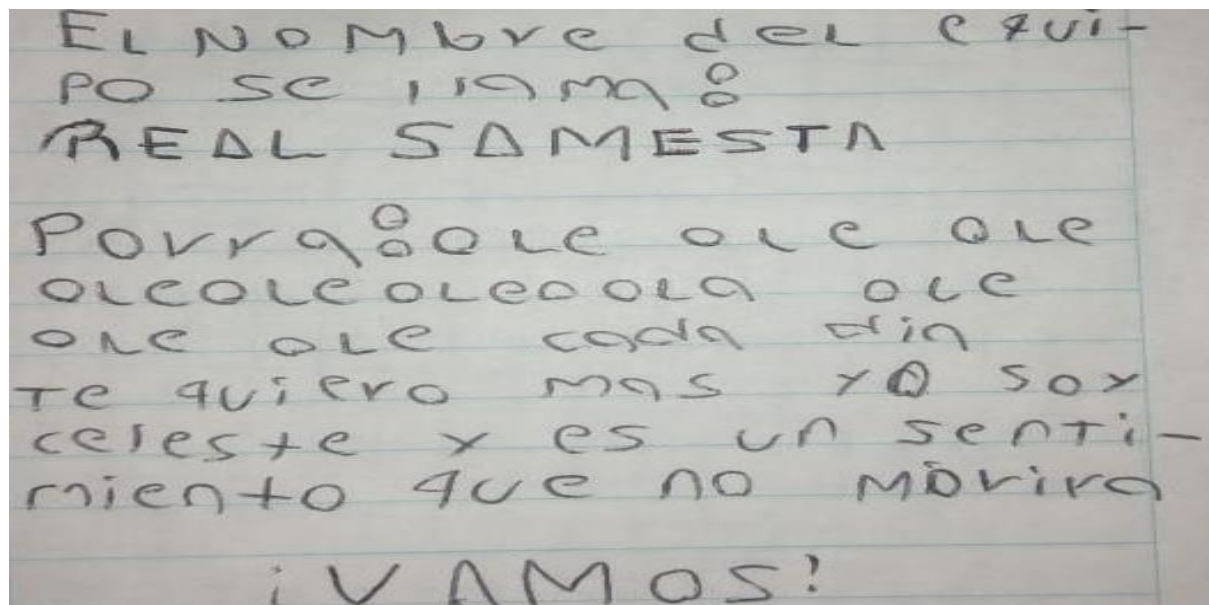 EL NOMbre del equi-
PO se llama:
REAL SAMESTA
Porra: ole ole ole
oleoleoleoola ole
ole ole cada dia
Te quiero mas yo soy
celeste y es un senti-
miento que no morira
¡VAMOS!